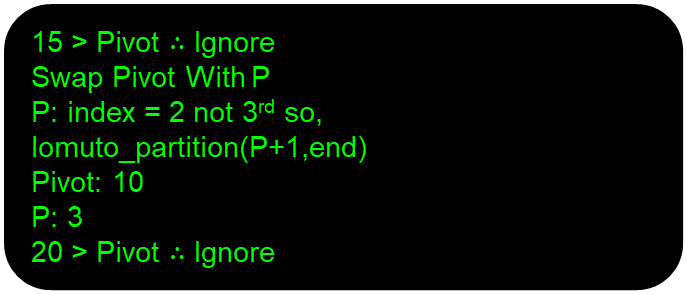 15 > Pivot ∴ Ignore
Swap Pivot With P
P: index = 2 not 3rd so,
lomuto_partition(P+1,end)
Pivot: 10
P: 3
20 > Pivot ∴ Ignore